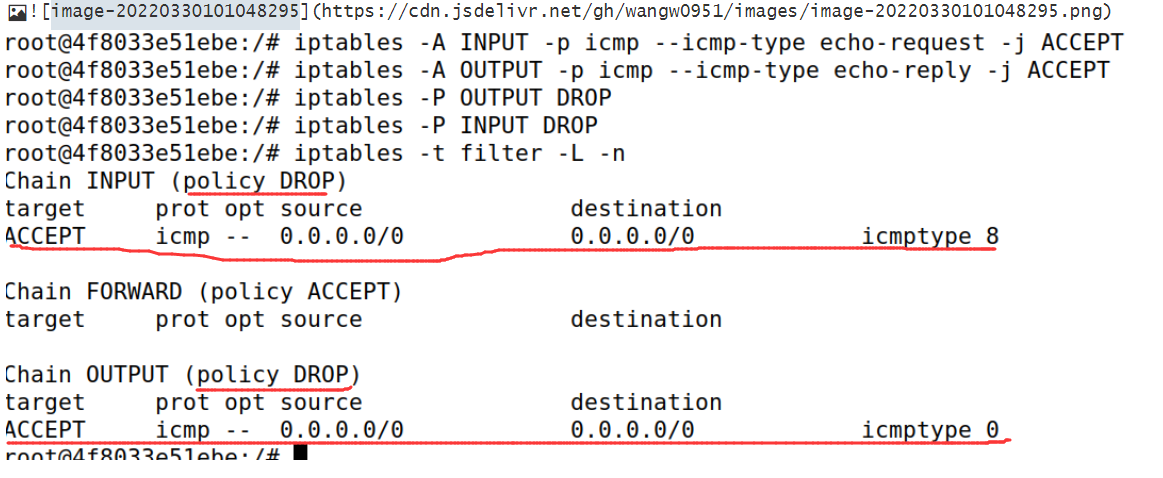 ![image-20220330101048295](https://cdn.jsdelivr.net/gh/wangw0951/images/image-20220330101048295.png)
root@4f8033e51ebe:/# iptables -A INPUT -p icmp --icmp-type echo-request -j ACCEPT
root@4f8033e51ebe:/# iptables -A OUTPUT -p icmp --icmp-type echo-reply -j ACCEPT
root@4f8033e51ebe:/# iptables -P OUTPUT DROP
root@4f8033e51ebe:/# iptables -P INPUT DROP
root@4f8033e51ebe:/# iptables -t filter -L -n
Chain INPUT (policy DROP)
target     prot opt source               destination
ACCEPT     icmp --  0.0.0.0/0            0.0.0.0/0            icmptype 8
Chain FORWARD (policy ACCEPT)
target     prot opt source               destination
Chain OUTPUT (policy DROP)
target     prot opt source               destination
ACCEPT     icmp --  0.0.0.0/0            0.0.0.0/0            icmptype 0
root@4f8033e51ebe:/#